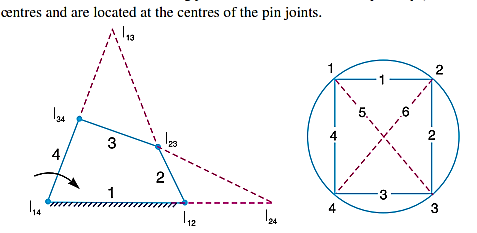 centres and are located at the centres of the pin joints.
I13
I34
3
I23
4
2
1
I14
I12
I24
1
2
1
5
6
4
2
3
4
3